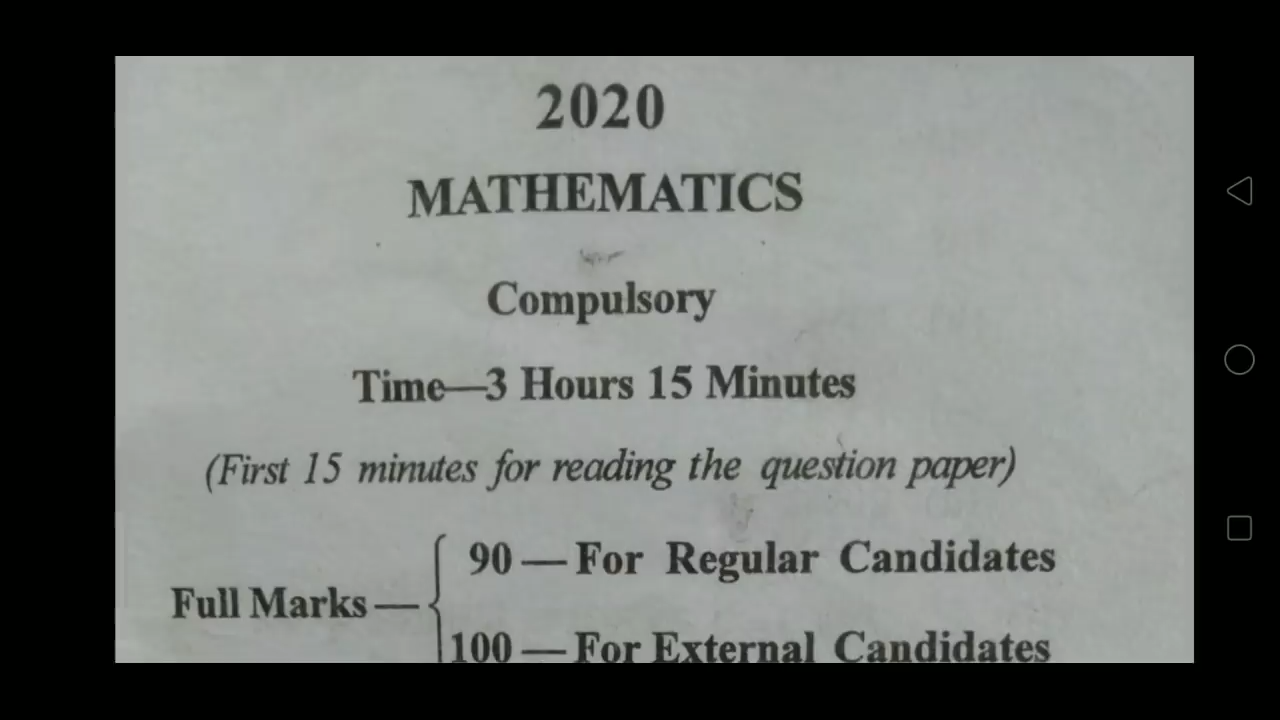 2020
MATHEMATICS
Compulsory
Time—3 Hours 15 Minutes
(First 15 minutes for reading the question paper)
90 — For Regular Candidates
Full Marks —
100 — For External Candidates